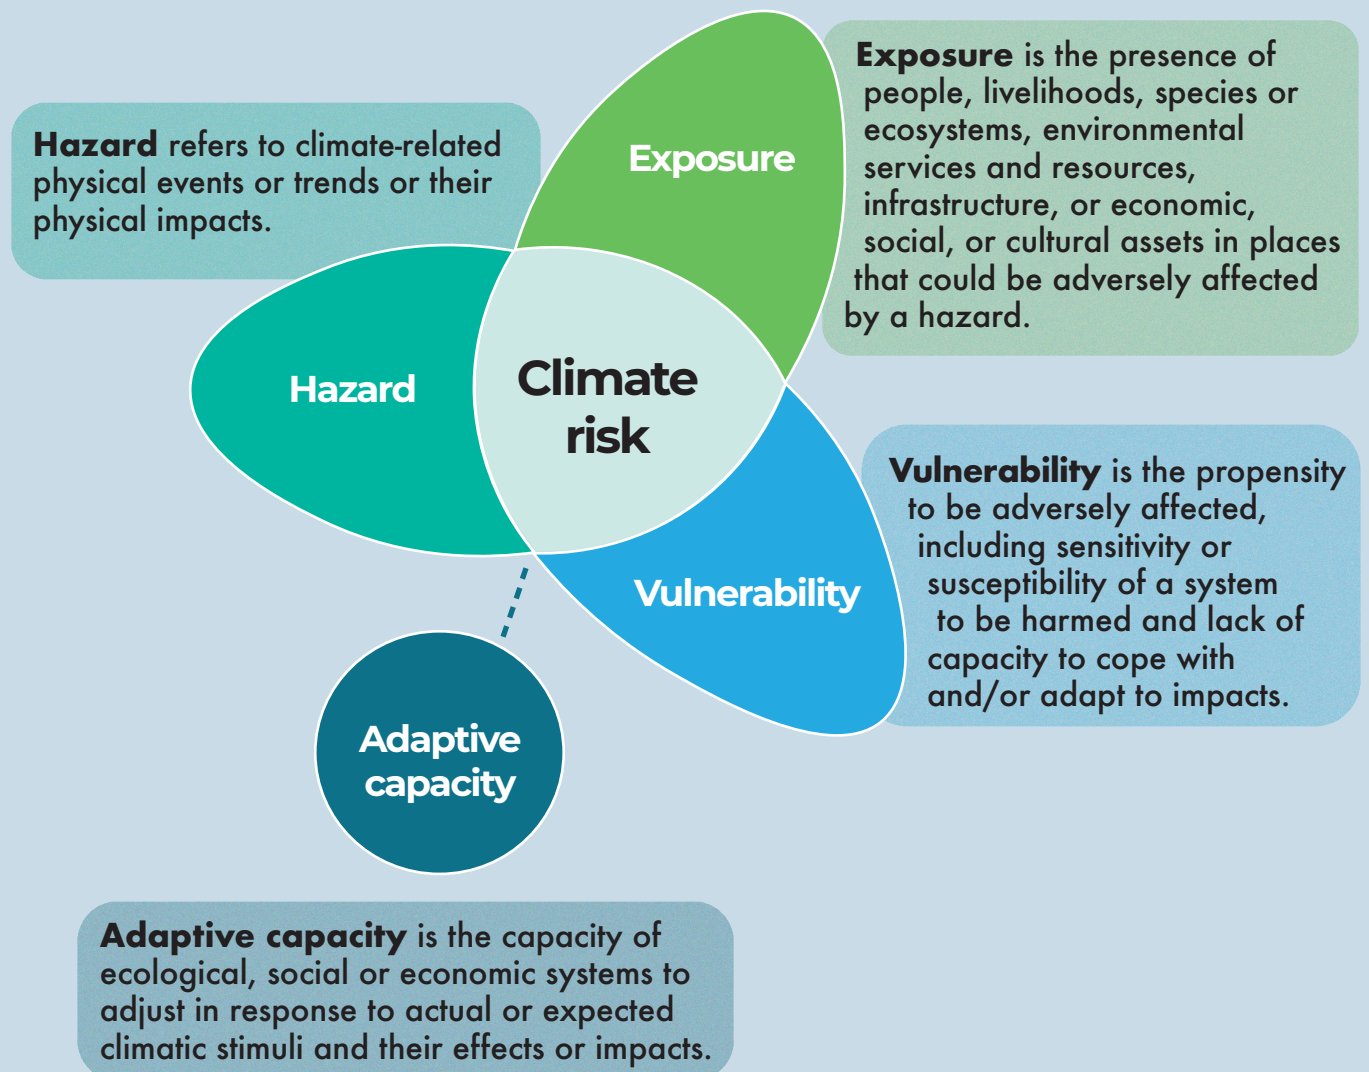 Hazard refers to climate-related
physical events or trends or their
physical impacts.
Exposure
Exposure is the presence of
people, livelihoods, species or
ecosystems, environmental
services and resources,
infrastructure, or economic,
social, or cultural assets in places
that could be adversely affected
by a hazard.
Hazard
Climate
risk
Vulnerability
Vulnerability is the propensity
to be adversely affected,
including sensitivity or
susceptibility of a system
to be harmed and lack of
capacity to cope with
and/or adapt to impacts.
Adaptive
capacity
Adaptive capacity is the capacity of
ecological, social or economic systems to
adjust in response to actual or expected
climatic stimuli and their effects or impacts.